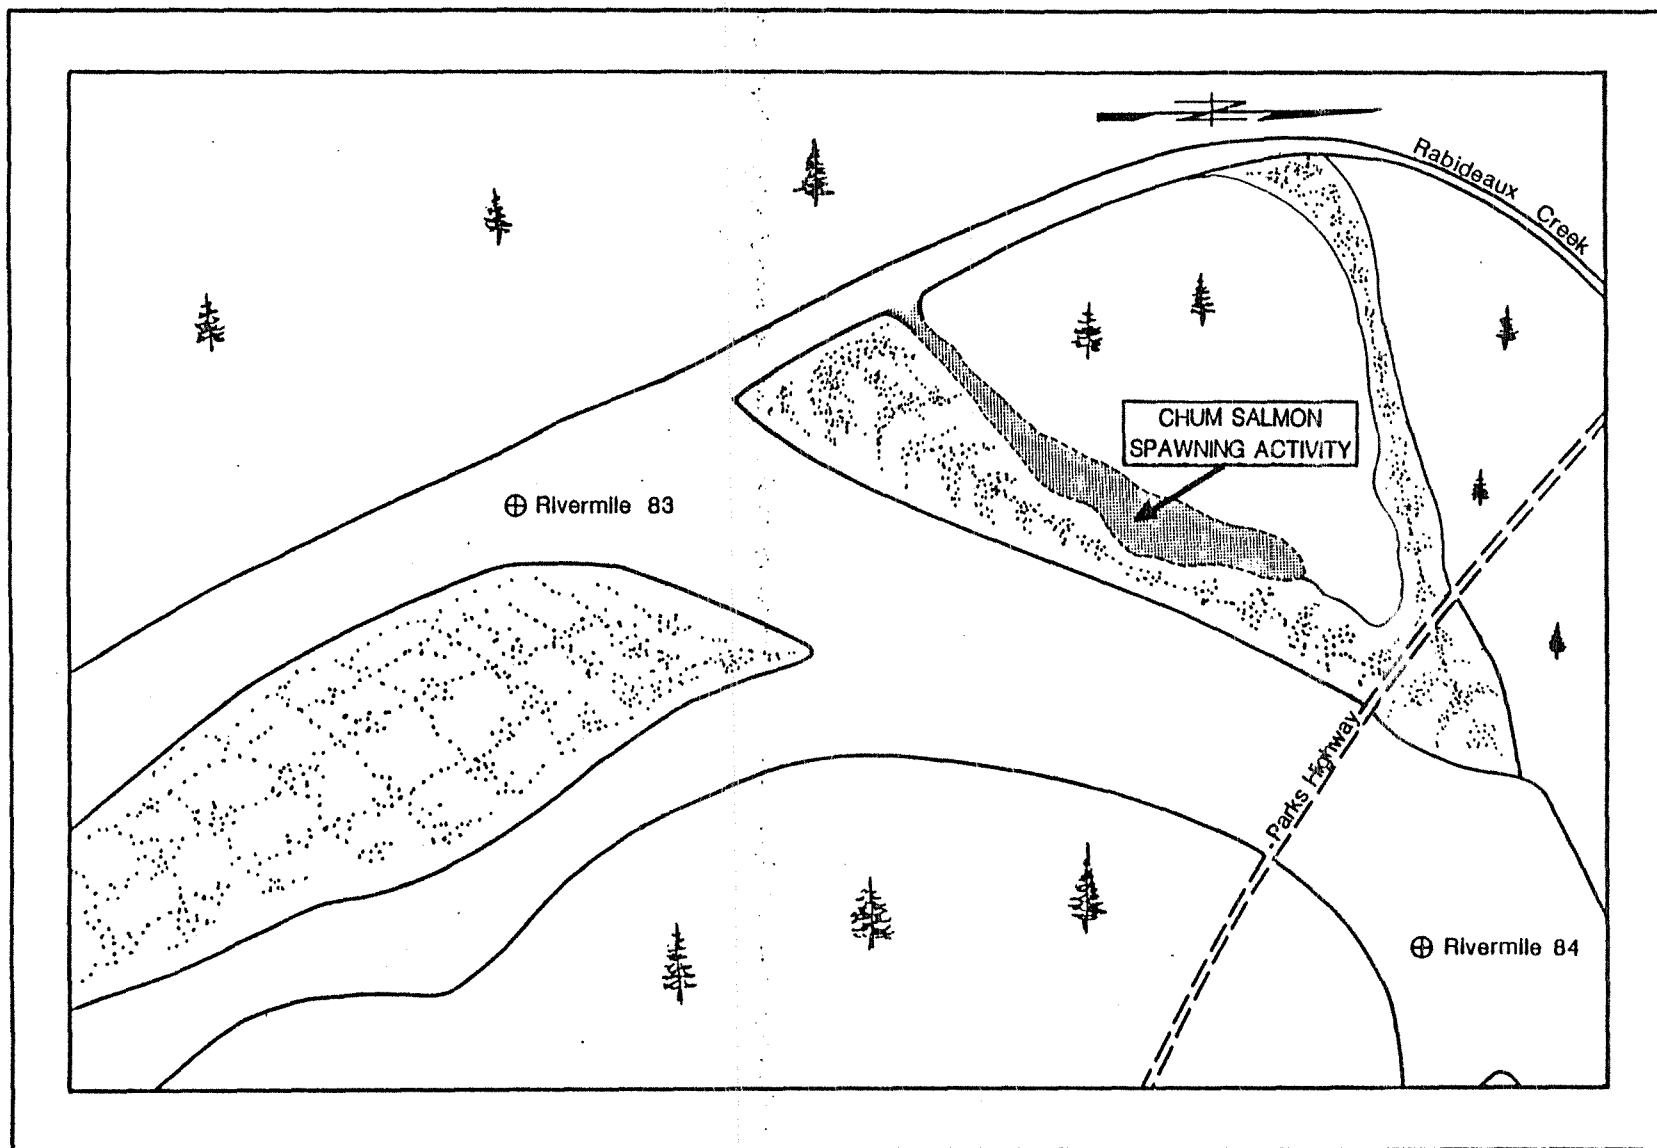 Rabideaux Creek
CHUM SALMON
SPAWNING ACTIVITY
Rivermile 83
Parks Highway
Rivermile 84